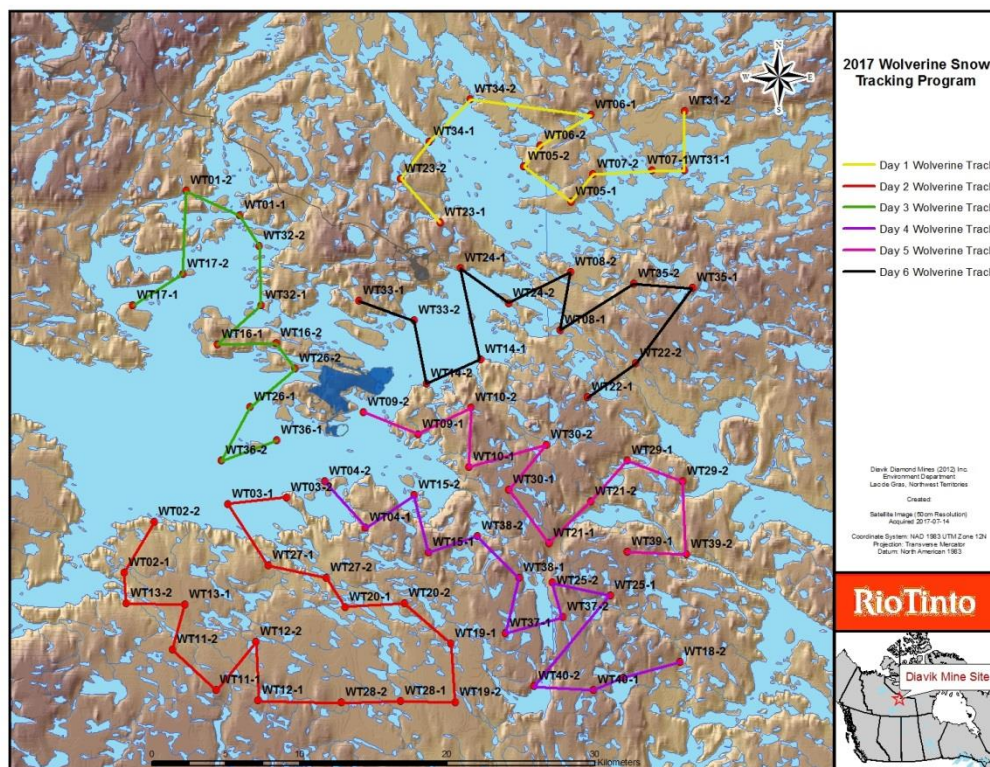 2017 Wolverine Snow
Tracking Program
N
W
E
S
Day 1 Wolverine Track
Day 2 Wolverine Track
Day 3 Wolverine Track
Day 4 Wolverine Track
Day 5 Wolverine Track
Day 6 Wolverine Track
Diavik Diamond Mines (2012) Inc.
Environment Department
Lac de Gras, Northwest Territories
Created
Satellite Image (50cm Resolution)
Acquired 2017-07-14
Coordinate System: NAD 1983 UTM Zone 12N
Projection: Transverse Mercator
Datum: North American 1983
RioTinto
Diavik Mine Site
WT34-2
WT06-1
WT31-2
WT34-1
WT06-2
WT05-2
WT07-2
WT07-1
WT31-1
WT23-2
WT05-1
WT01-2
WT01-1
WT23-1
WT32-2
WT17-2
WT24-1
WT08-2
WT35-2
WT35-1
WT17-1
WT32-1
WT33-1
WT24-2
WT33-2
WT08-1
WT16-1
WT16-2
WT26-2
WT14-1
WT22-2
WT14-2
WT22-1
WT26-1
WT09-2
WT10-2
WT09-1
WT36-1
WT30-2
WT36-2
WT10-1
WT29-1
WT29-2
WT04-2
WT03-2
WT03-1
WT15-2
WT30-1
WT21-2
WT02-2
WT04-1
WT38-2
WT21-1
WT15-1
WT39-1
WT39-2
WT02-1
WT27-1
WT27-2
WT38-1
WT25-2
WT25-1
WT13-2
WT13-1
WT20-1
WT20-2
WT37-2
WT37-1
WT19-1
WT11-2
WT12-2
WT18-2
WT11-1
WT12-1
WT28-2
WT28-1
WT19-2
WT40-2
WT40-1
0 5 10 20 30
Kilometers